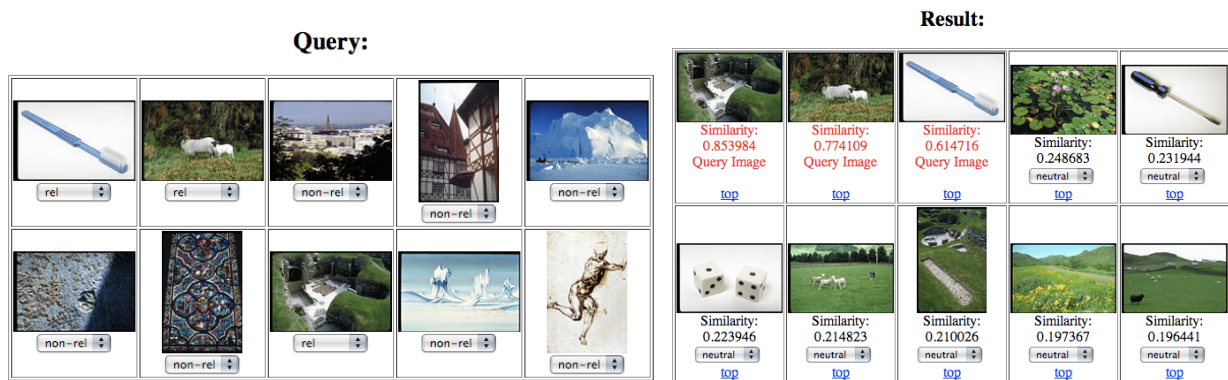 Query:
rel
rel
non-rel
non-rel
non-rel
non-rel
non-rel
rel
non-rel
non-rel
Result:
Similarity:
0.853984
Query Image
top
Similarity:
0.774109
Query Image
top
Similarity:
0.614716
Query Image
top
Similarity:
0.248683
neutral
top
Similarity:
0.231944
neutral
top
Similarity:
0.223946
neutral
top
Similarity:
0.214823
neutral
top
Similarity:
0.210026
neutral
top
Similarity:
0.197367
neutral
top
Similarity:
0.196441
neutral
top